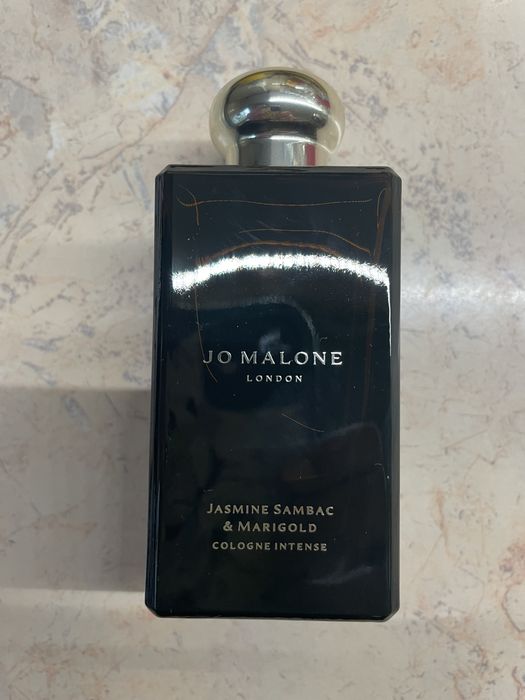 JO MALONE
LONDON
JASMINE SAMBAC
& MARIGOLD
COLOGNE INTENSE